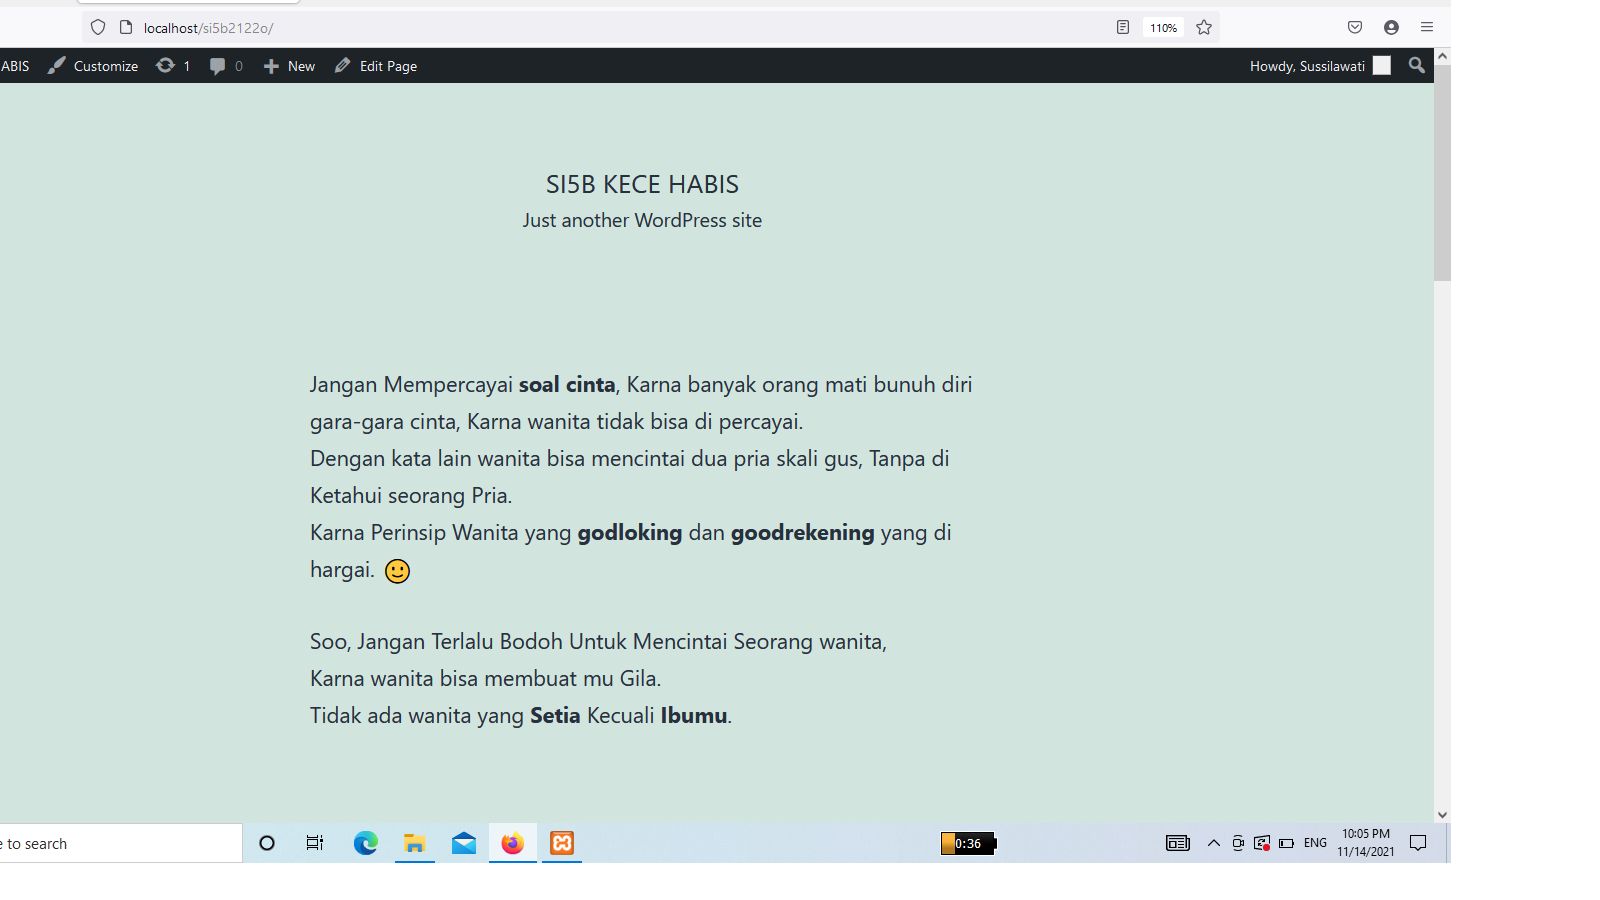 localhost/si5b2122o/
110%
ABIS Customize 1 0 New Edit Page Howdy, Sussilawati
SI5B KECE HABIS
Just another WordPress site
Jangan Mempercayai soal cinta, Karna banyak orang mati bunuh diri
gara-gara cinta, Karna wanita tidak bisa di percayai.
Dengan kata lain wanita bisa mencintai dua pria skali gus, Tanpa di
Ketahui seorang Pria.
Karna Perinsip Wanita yang godloking dan goodrekening yang di
hargai. 🙂
Soo, Jangan Terlalu Bodoh Untuk Mencintai Seorang wanita,
Karna wanita bisa membuat mu Gila.
Tidak ada wanita yang Setia Kecuali Ibumu.
e to search
0:36
ENG
10:05 PM
11/14/2021